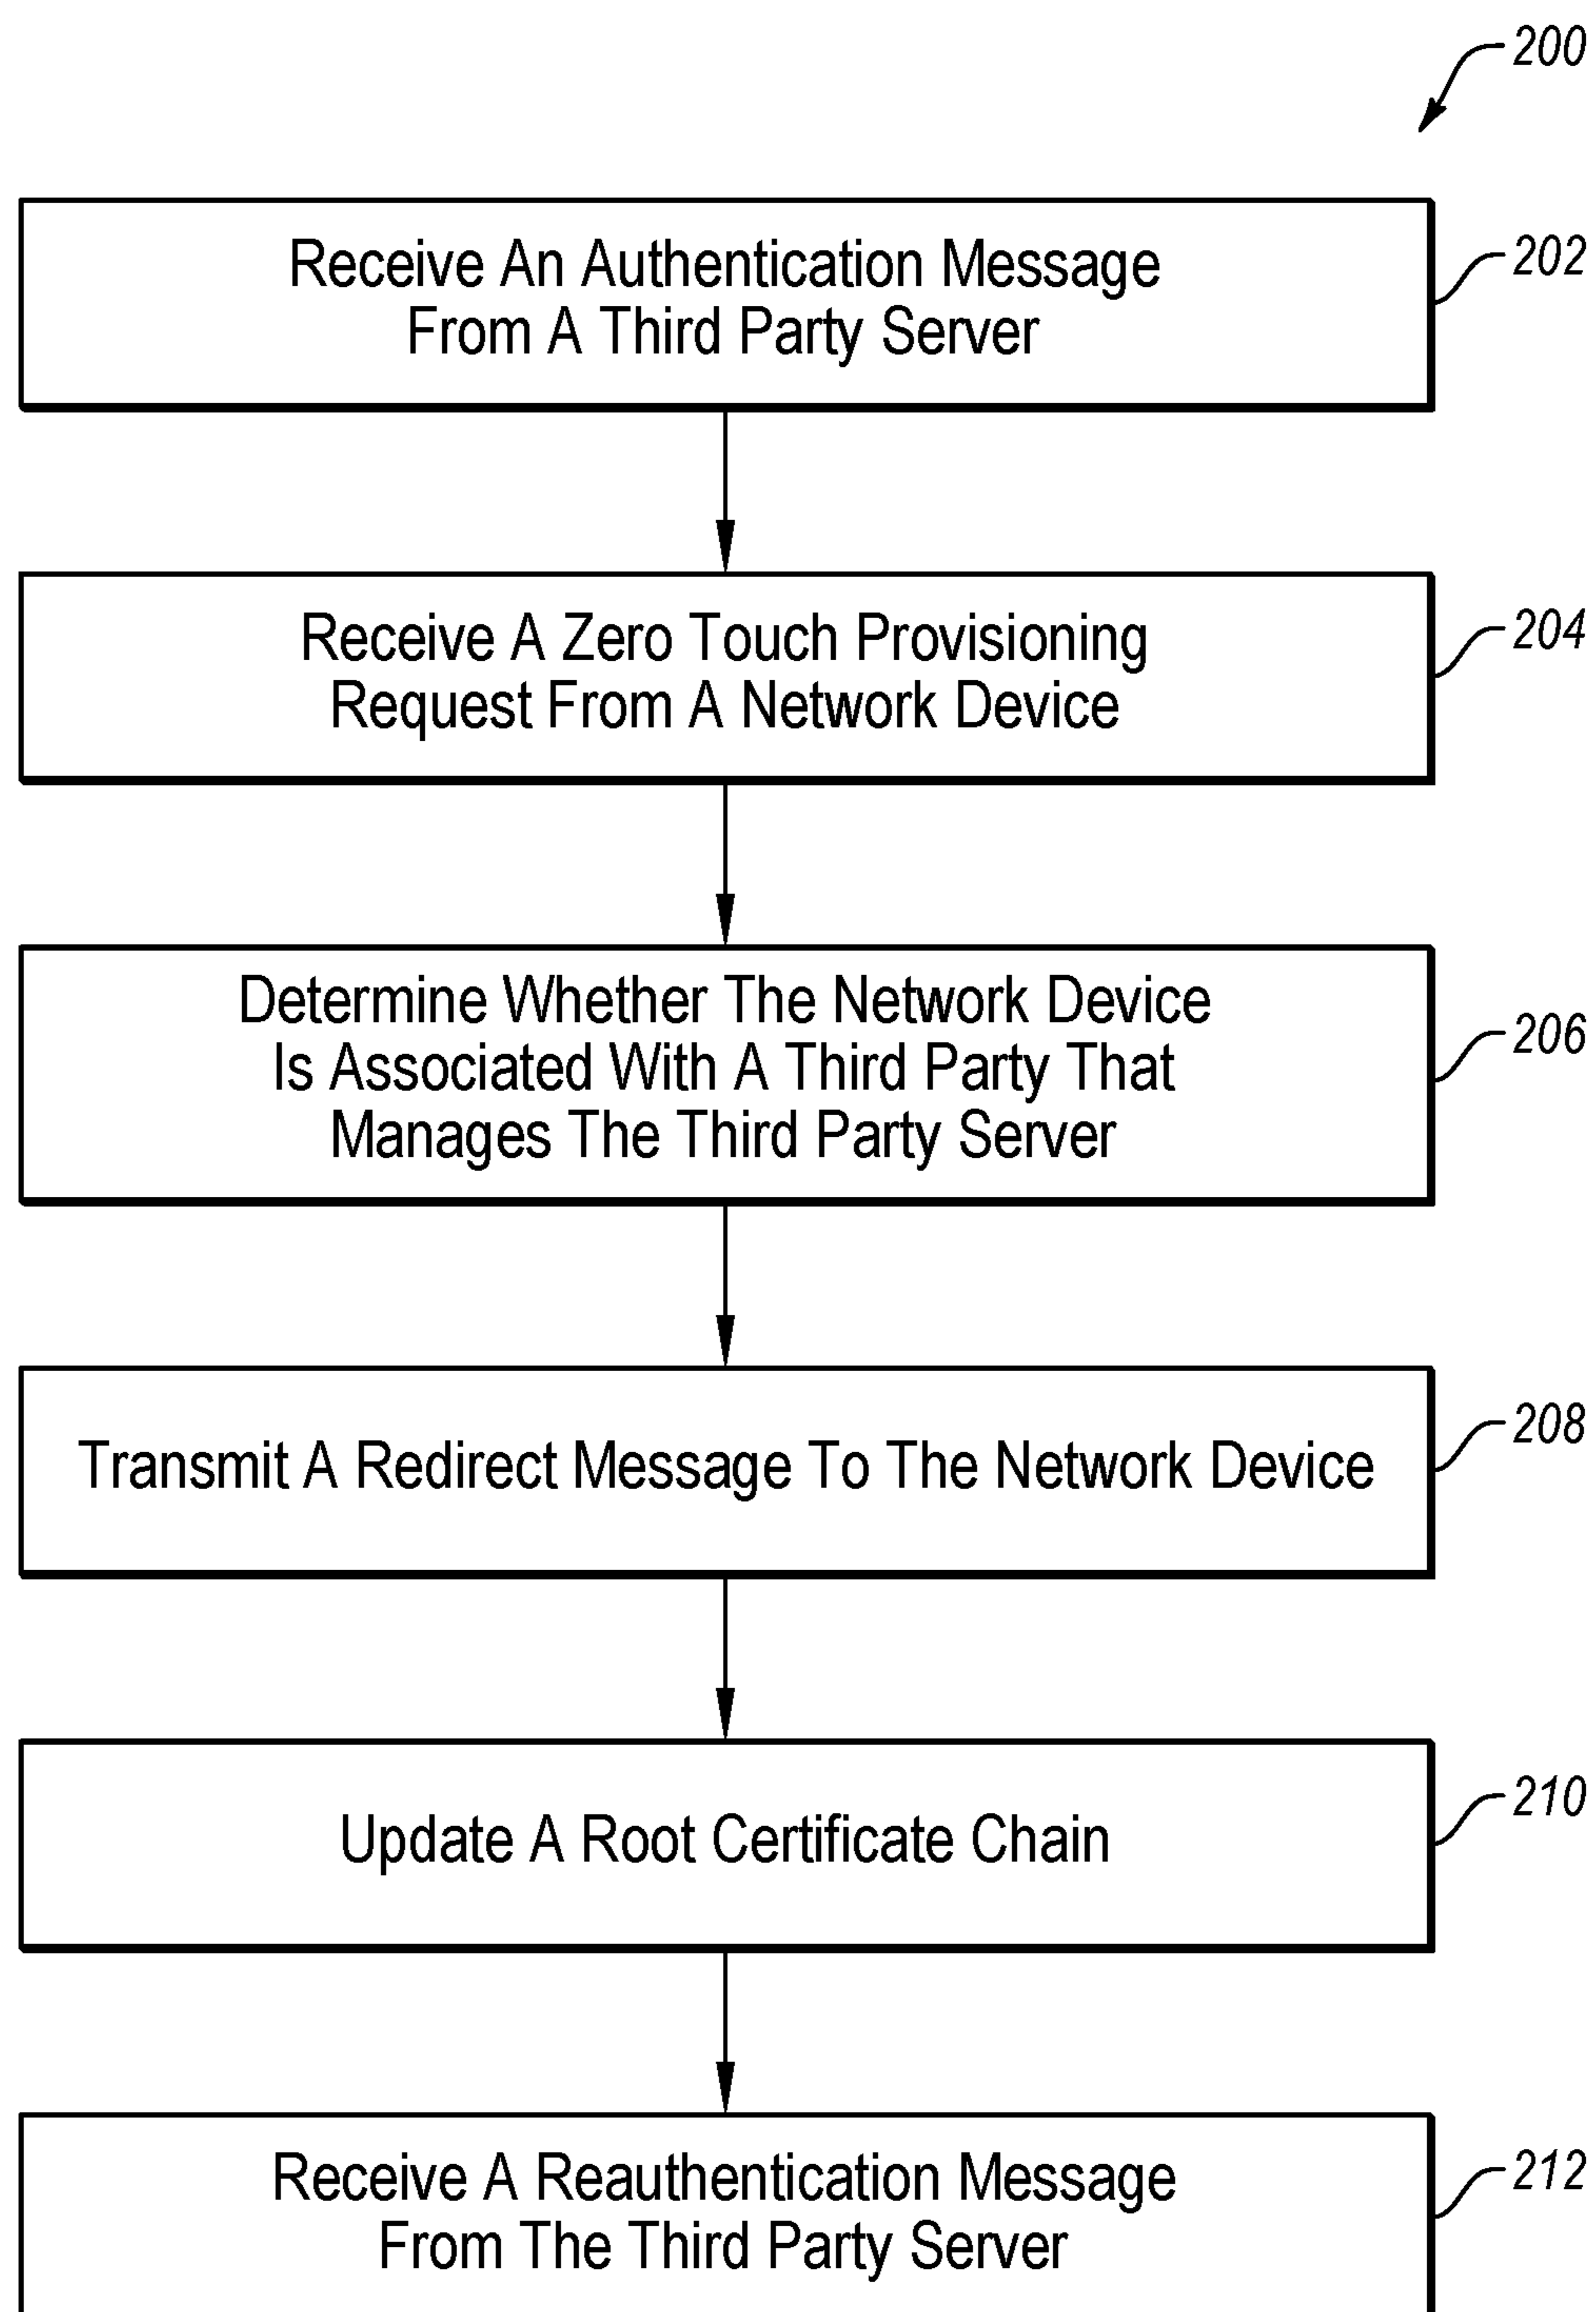 200
Receive An Authentication Message
From A Third Party Server
202
Receive A Zero Touch Provisioning
Request From A Network Device
204
Determine Whether The Network Device
Is Associated With A Third Party That
Manages The Third Party Server
206
Transmit A Redirect Message To The Network Device
208
Update A Root Certificate Chain
210
Receive A Reauthentication Message
From The Third Party Server
212